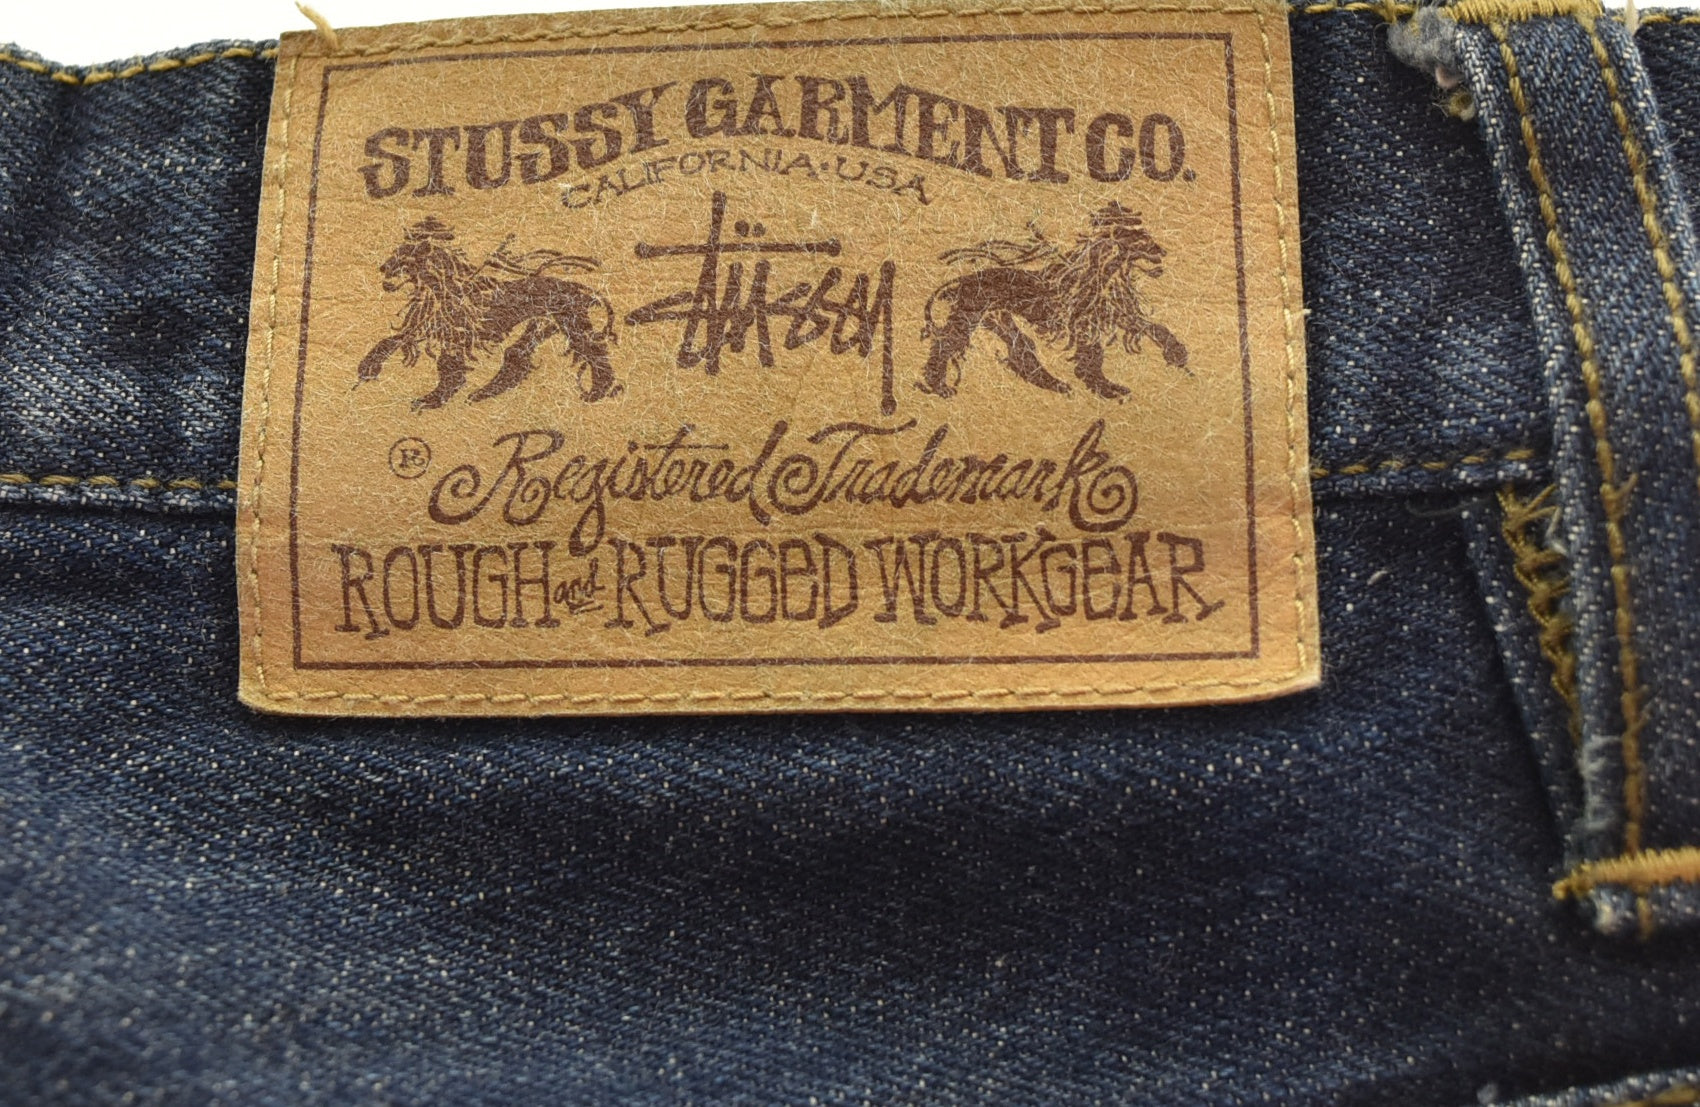 STUSSY GARMENT CO.
CALIFORNIA·USA
Stüssy
® Registered Trademark
ROUGH and RUGGED WORKGEAR